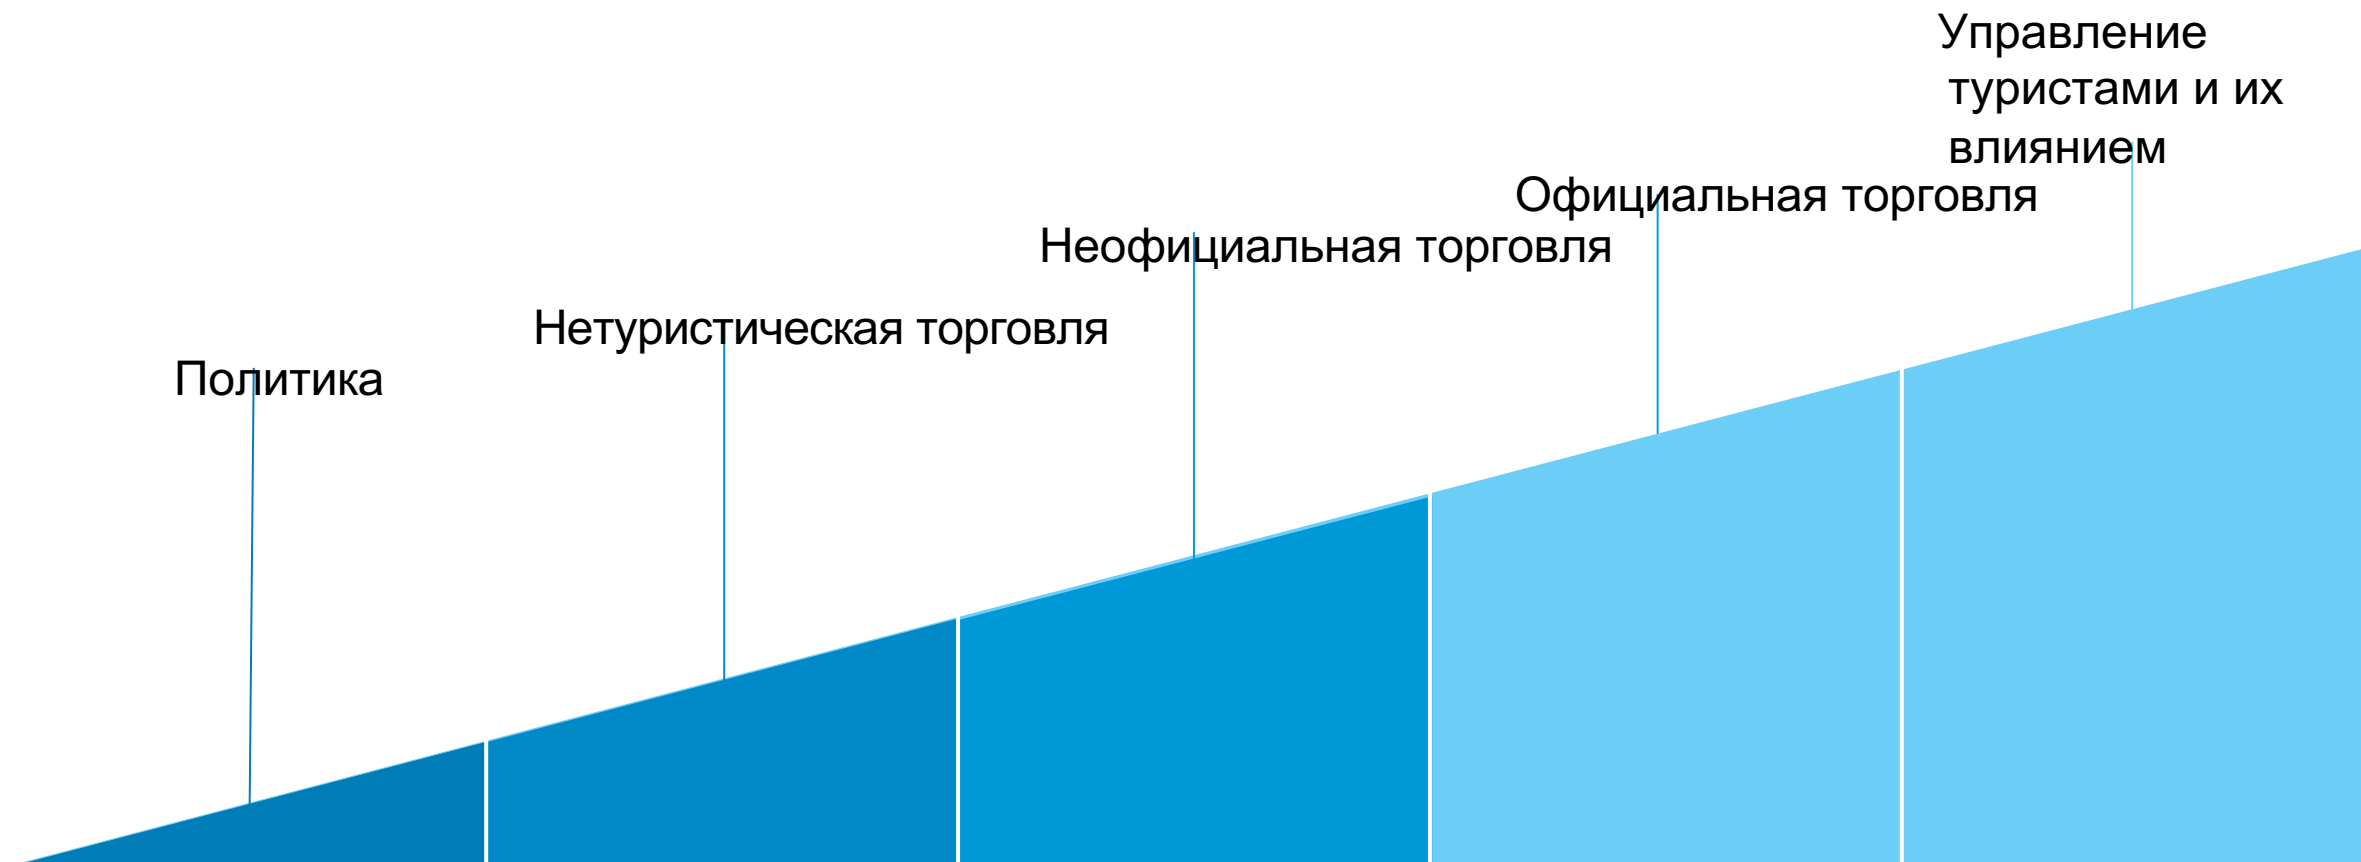 Управление
туристами и их
влиянием
Официальная торговля
Неофициальная торговля
Нетуристическая торговля
Политика